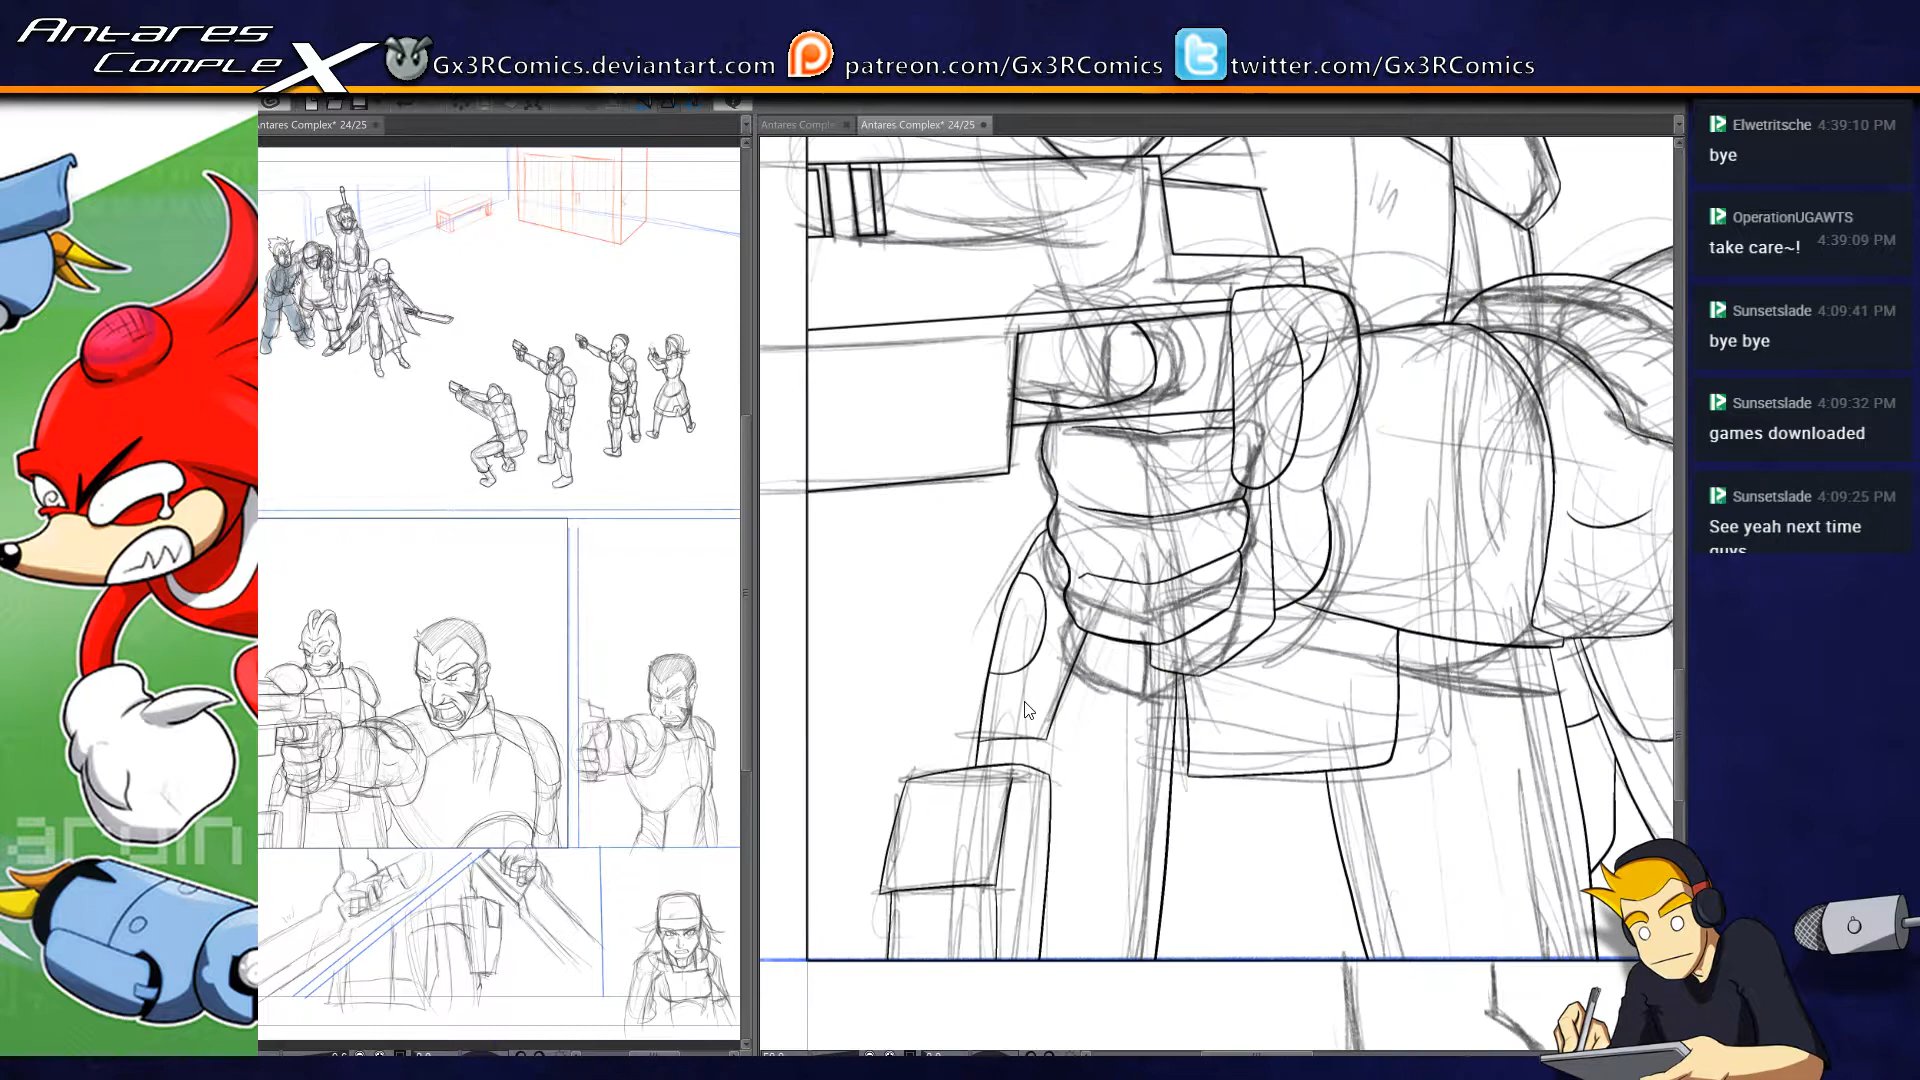 Antares
Complex
Gx3RComics.deviantart.com
patreon.com/Gx3RComics
twitter.com/Gx3RComics
ntares Complex* 24/25
Antares Comple
Antares Complex* 24/25
Elwetritsche 4:39:10 PM
bye
OperationUGAWTS
take care~! 4:39:09 PM
Sunsetslade 4:09:41 PM
bye bye
Sunsetslade 4:09:32 PM
games downloaded
Sunsetslade 4:09:25 PM
See yeah next time
guys